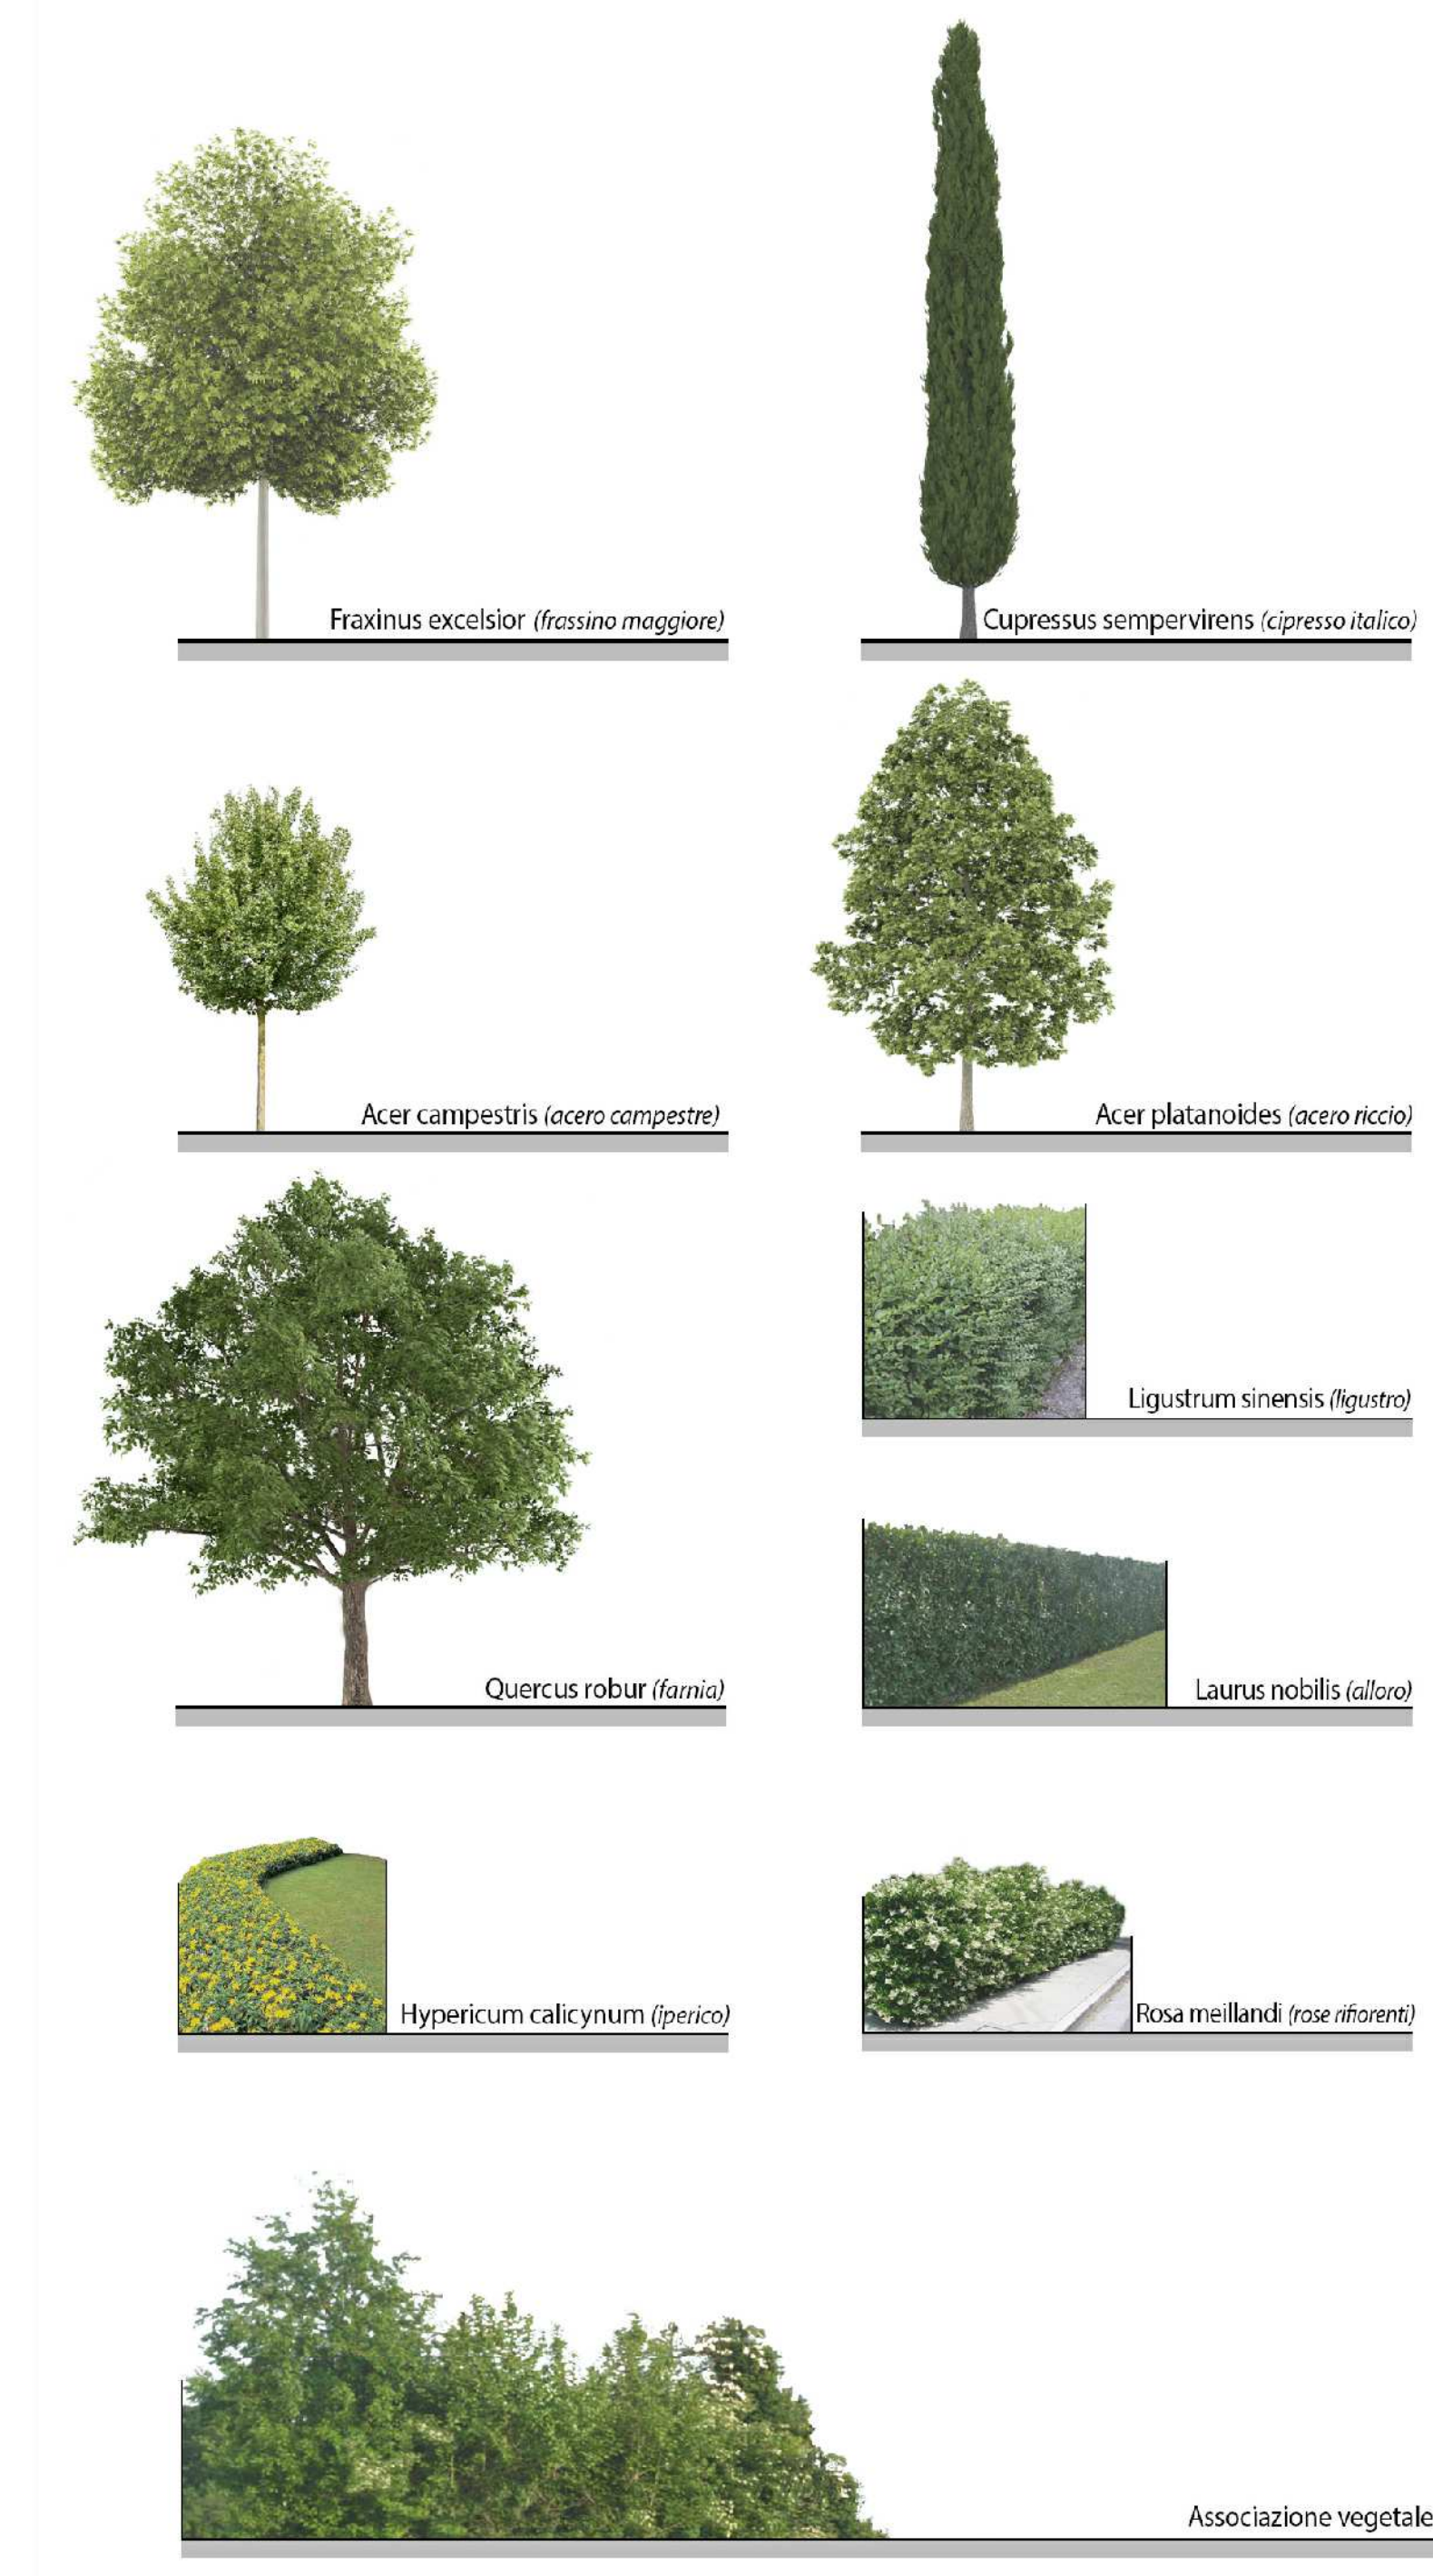 Fraxinus excelsior (frassino maggiore)
Cupressus sempervirens (cipresso italico)
Acer campestris (acero campestre)
Acer platanoides (acero riccio)
Ligustrum sinensis (ligustro)
Quercus robur (farnia)
Laurus nobilis (alloro)
Hypericum calicynum (iperico)
Rosa meillandi (rose rifiorenti)
Associazione vegetale